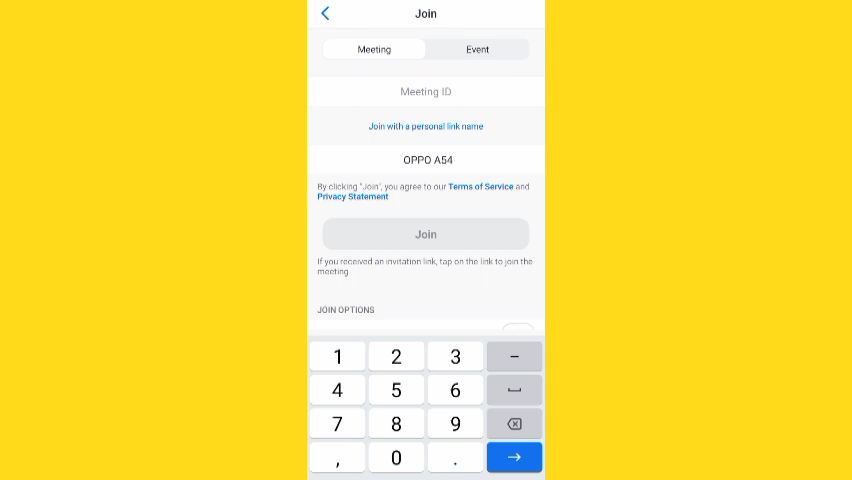 Join
Meeting
Event
Meeting ID
Join with a personal link name
OPPO A54
By clicking "Join", you agree to our Terms of Service and
Privacy Statement
Join
If you received an invitation link, tap on the link to join the
meeting
JOIN OPTIONS
1 2 3 –
4 5 6
7 8 9
, 0 .